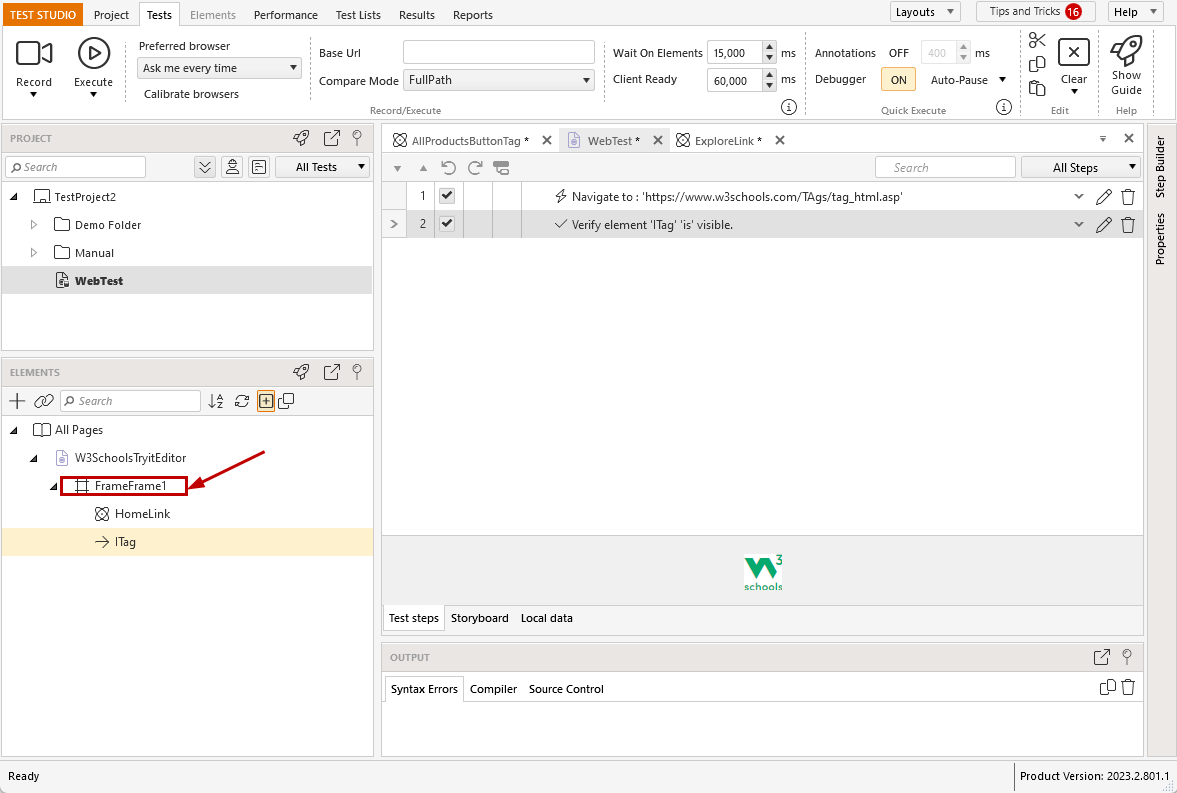 TEST STUDIO Project Tests Elements Performance Test Lists Results Reports Layouts Tips and Tricks 16 Help
Record
Execute
Preferred browser
Ask me every time
Calibrate browsers
Base Url
Compare Mode FullPath
Record/Execute
Wait On Elements 15,000 ms
Client Ready 60,000 ms
Annotations OFF 400 ms
Debugger ON Auto-Pause
Quick Execute
Clear
Edit
Show
Guide
Help
PROJECT
Search All Tests
TestProject2
Demo Folder
Manual
WebTest
ELEMENTS
Search
All Pages
W3SchoolsTryitEditor
FrameFrame1
HomeLink
ITag
AllProductsButtonTag * WebTest * ExploreLink *
Search All Steps
1 Navigate to : 'https://www.w3schools.com/TAgs/tag_html.asp'
2 Verify element 'ITag' 'is' visible.
W3
schools
Test steps Storyboard Local data
OUTPUT
Syntax Errors Compiler Source Control
Step Builder
Properties
Ready Product Version: 2023.2.801.1